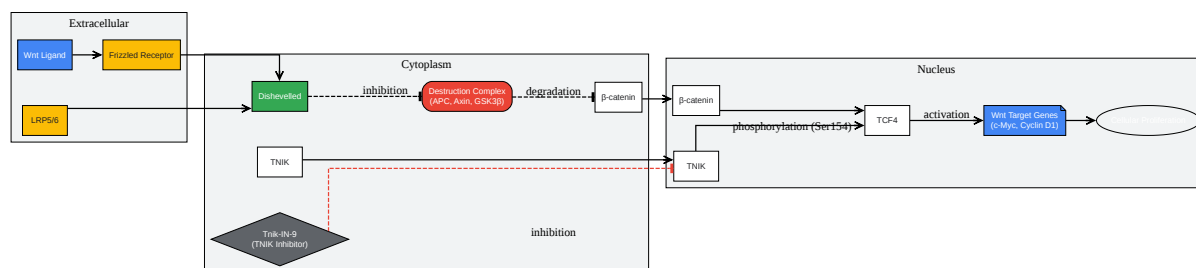 Extracellular
Wnt Ligand
Frizzled Receptor
LRP5/6
Cytoplasm
Dishevelled
inhibition
Destruction Complex
(APC, Axin, GSK3β)
degradation
β-catenin
TNIK
Tnik-IN-9
(TNIK Inhibitor)
inhibition
Nucleus
β-catenin
phosphorylation (Ser154)
TNIK
TCF4
activation
Wnt Target Genes
(c-Myc, Cyclin D1)